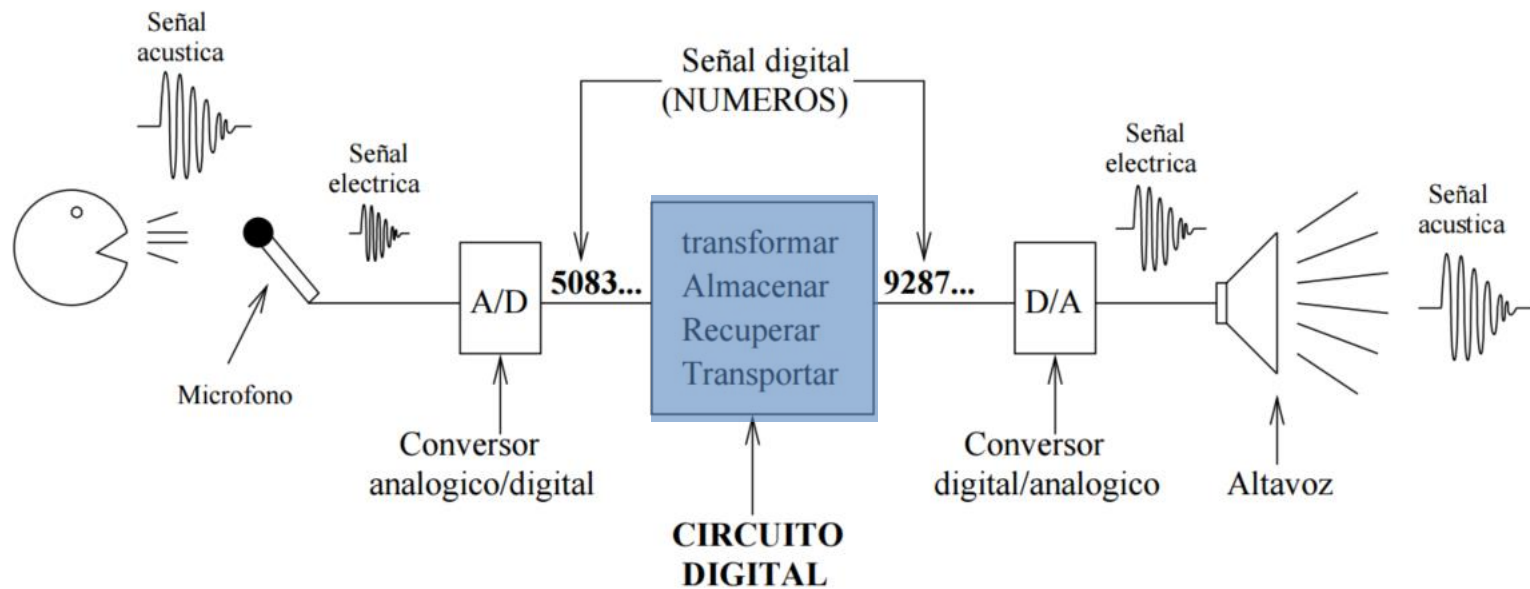 Señal
acustica
Señal
electrica
Señal digital
(NUMEROS)
Señal
electrica
Señal
acustica
A/D
5083...
transformar
Almacenar
Recuperar
Transportar
9287...
D/A
Microfono
Conversor
analogico/digital
CIRCUITO
DIGITAL
Conversor
digital/analogico
Altavoz